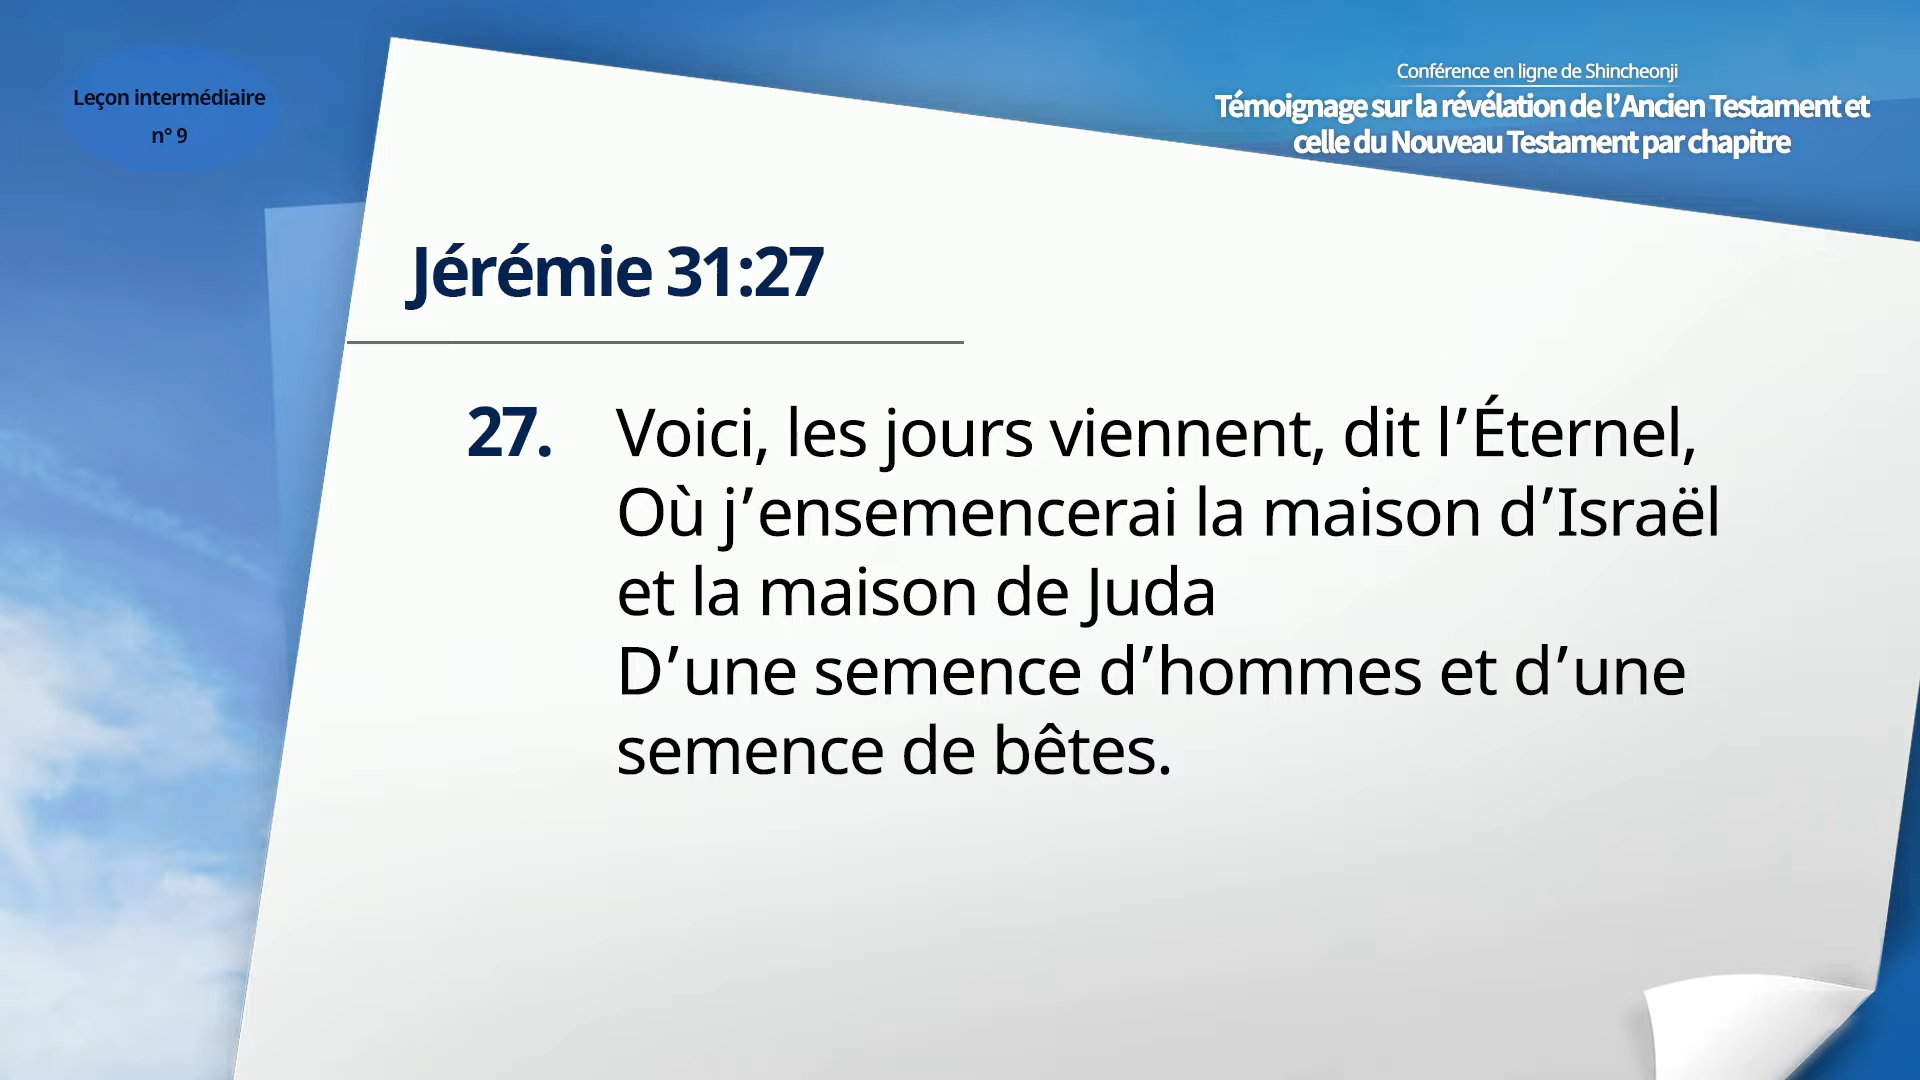 Leçon intermédiaire
n° 9
Conférence en ligne de Shincheonji
Témoignage sur la révélation de l’Ancien Testament et
celle du Nouveau Testament par chapitre
Jérémie 31:27
27. Voici, les jours viennent, dit l’Éternel,
Où j’ensemencerai la maison d’Israël
et la maison de Juda
D’une semence d’hommes et d’une
semence de bêtes.